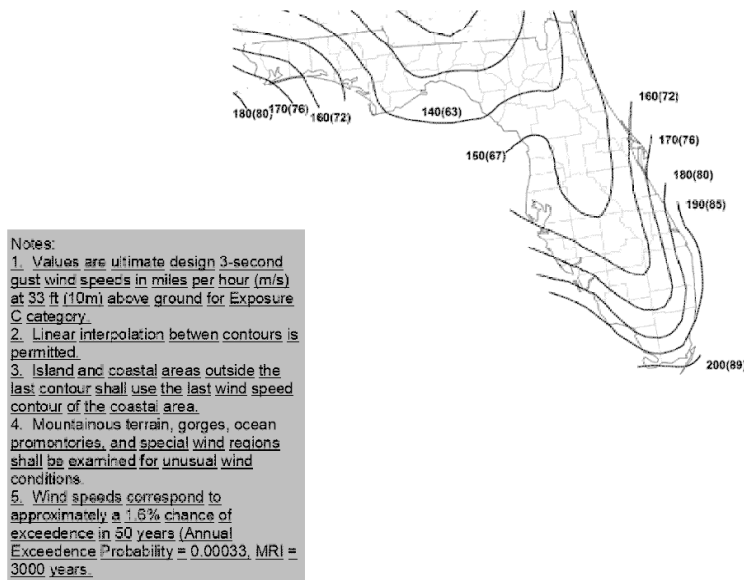 160(72)
170(76)
180(80)
190(85)
180(80)
170(76)
160(72)
140(63)
150(67)
200(89)
Notes:
1. Values are ultimate design 3-second
gust wind speeds in miles per hour (m/s)
at 33 ft (10m) above ground for Exposure
C category.
2. Linear interpolation betwen contours is
permitted.
3. Island and coastal areas outside the
last contour shall use the last wind speed
contour of the coastal area.
4. Mountainous terrain, gorges, ocean
promontories, and special wind regions
shall be examined for unusual wind
conditions.
5. Wind speeds correspond to
approximately a 1.6% chance of
exceedence in 50 years (Annual
Exceedence Probability = 0.00033, MRI =
3000 years.